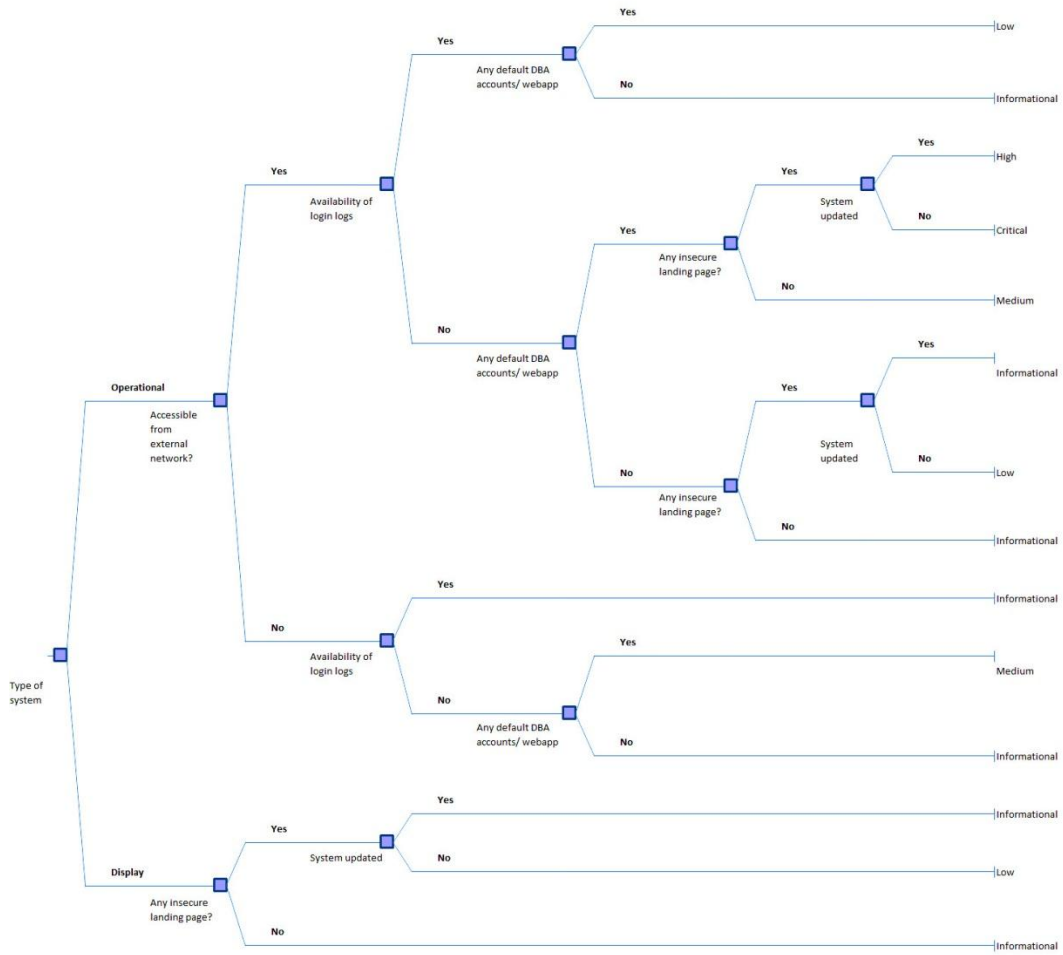 Yes
Low
Yes
Any default DBA
accounts/ webapp
No
Informational
Yes
High
Yes
Yes
System
updated
Availability of
login logs
No
Critical
Yes
Any insecure
landing page?
No
Medium
No
Any default DBA
accounts/ webapp
Yes
Informational
Operational
Yes
Accessible
from
external
network?
System
updated
No
Low
No
Any insecure
landing page?
No
Informational
Yes
Informational
No
Availability of
login logs
Yes
Medium
Type of
system
No
Any default DBA
accounts/ webapp
No
Informational
Yes
Informational
Yes
System updated
No
Low
Display
Any insecure
landing page?
No
Informational